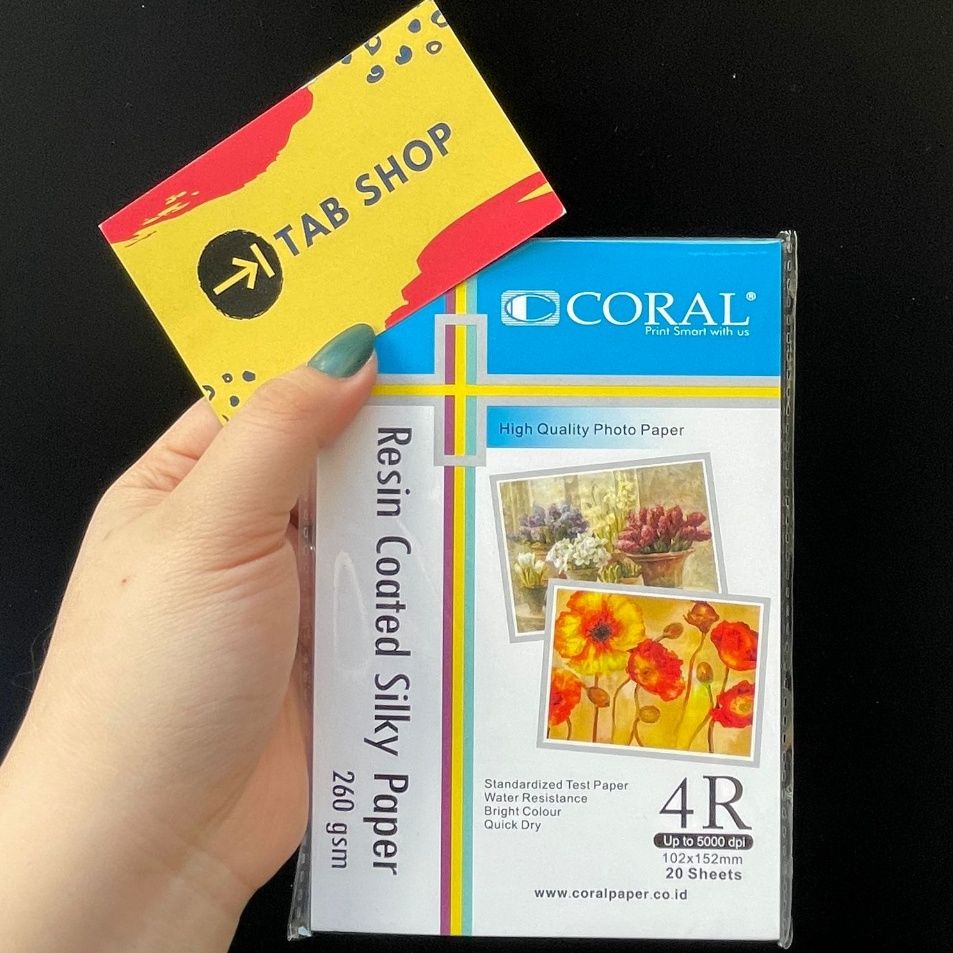 TAB SHOP
CORAL®
Print Smart with us
High Quality Photo Paper
Resin Coated Silky Paper
260 gsm
Standardized Test Paper
Water Resistance
Bright Colour
Quick Dry
4R
Up to 5000 dpi
102x152mm
20 Sheets
www.coralpaper.co.id